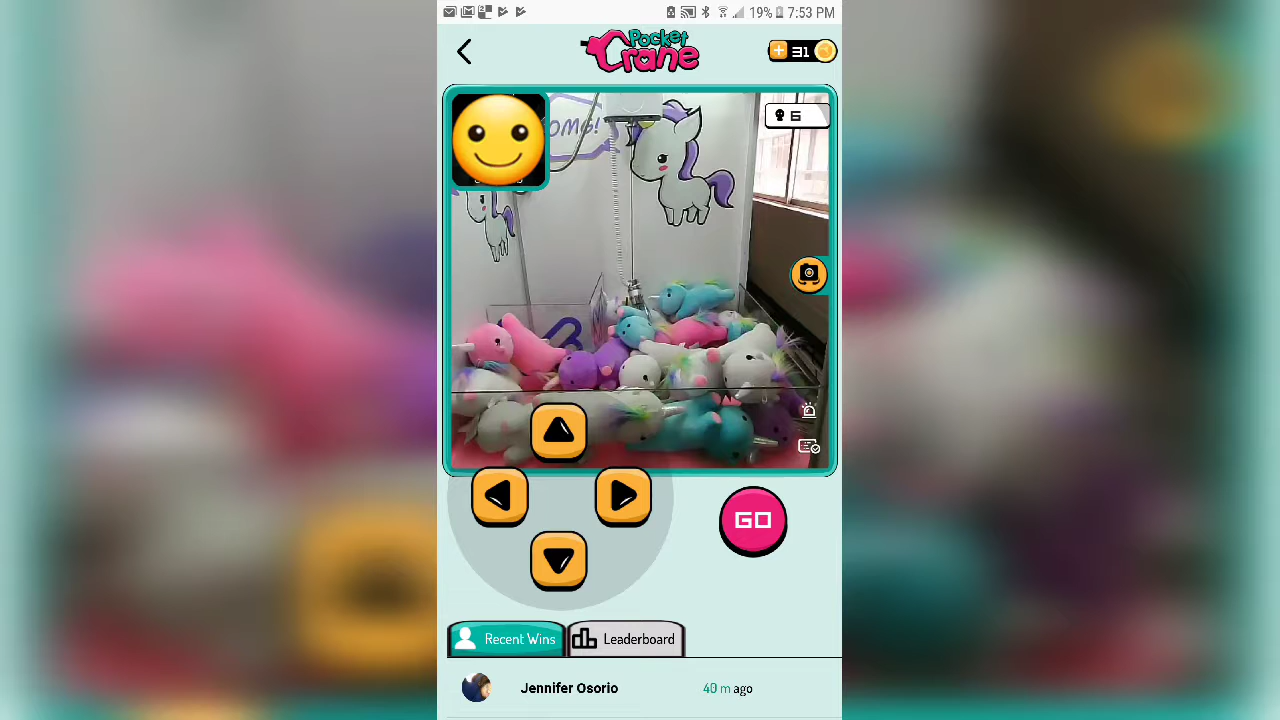 19% 7:53 PM
Pocket
Crane
31
OMG!
6
GO
Recent Wins
Leaderboard
Jennifer Osorio
40 m ago